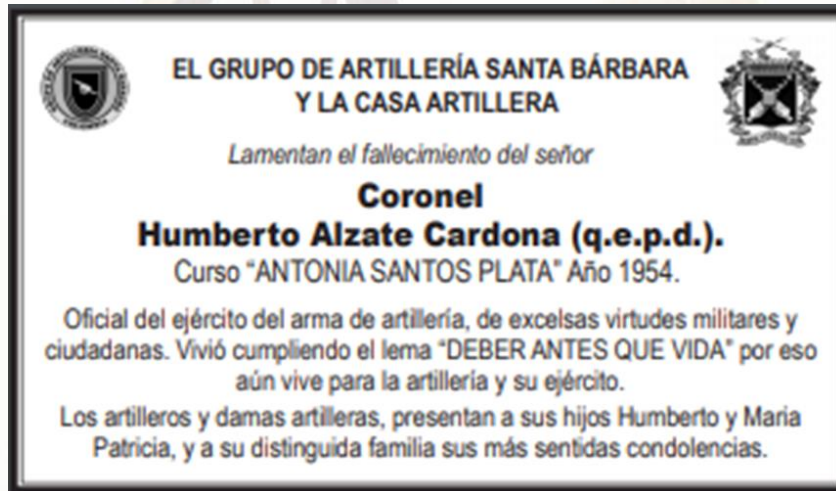 EL GRUPO DE ARTILLERÍA SANTA BÁRBARA
Y LA CASA ARTILLERA
Lamentan el fallecimiento del señor
Coronel
Humberto Alzate Cardona (q.e.p.d.).
Curso “ANTONIA SANTOS PLATA” Año 1954.
Oficial del ejército del arma de artillería, de excelsas virtudes militares y
ciudadanas. Vivió cumpliendo el lema “DEBER ANTES QUE VIDA” por eso
aún vive para la artillería y su ejército.
Los artilleros y damas artilleras, presentan a sus hijos Humberto y Maria
Patricia, y a su distinguida familia sus más sentidas condolencias.